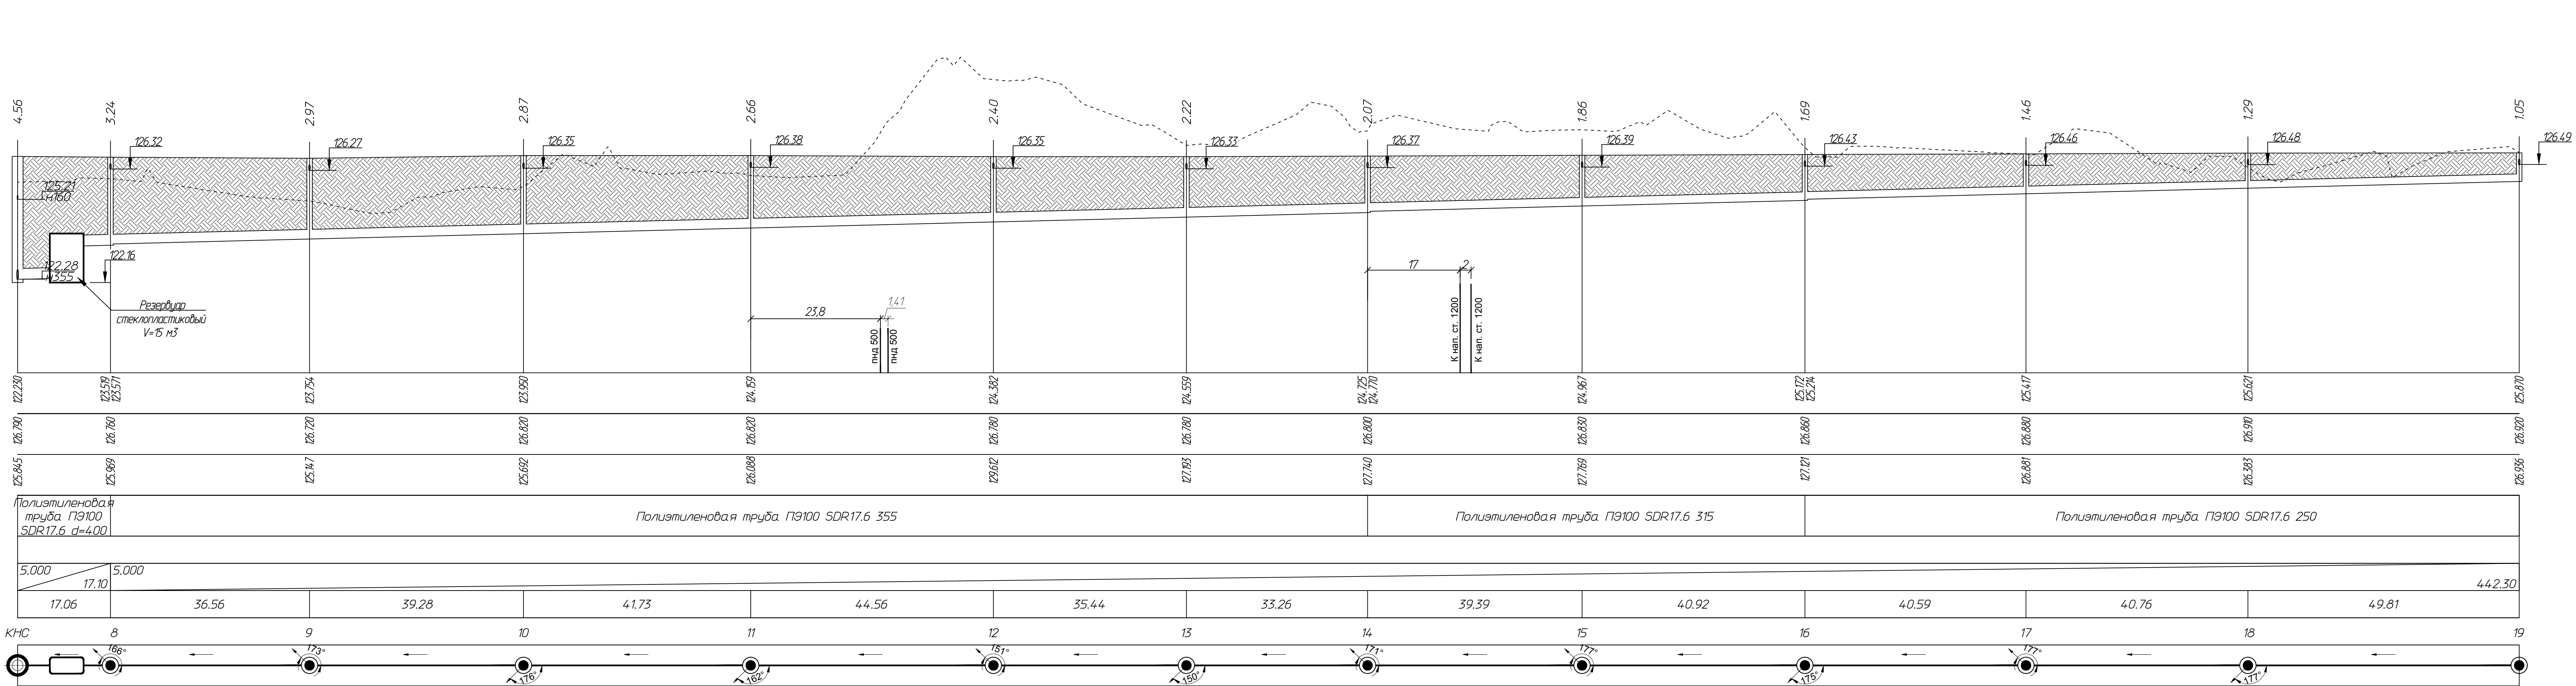 4.56 3.24 2.97 2.87 2.66 2.40 2.22 2.07 1.86 1.69 1.46 1.29 1.05
126.32 126.27 126.35 126.38 126.35 126.33 126.37 126.39 126.43 126.46 126.48 126.49
125.21
н160
122.28
н355
122.16
Резервуар
стеклопластиковый
V=15 м3
23,8
1,41
пнд 500
пнд 500
17
2
К нап. ст. 1200
К нап. ст. 1200
122.230 123.519 123.571 123.754 123.950 124.159 124.382 124.559 124.725 124.770 124.967 125.172 125.214 125.417 125.621 125.870
126.790 126.760 126.720 126.820 126.820 126.780 126.780 126.800 126.830 126.860 126.880 126.910 126.920
125.845 125.969 125.147 125.692 126.088 129.612 127.193 127.740 127.769 127.121 126.881 126.383 126.936
Полиэтиленовая
труба ПЭ100
SDR17.6 d=400
Полиэтиленовая труба ПЭ100 SDR17.6 355
Полиэтиленовая труба ПЭ100 SDR17.6 315
Полиэтиленовая труба ПЭ100 SDR17.6 250
5.000
17.10
5.000
442.30
17.06 36.56 39.28 41.73 44.56 35.44 33.26 39.39 40.92 40.59 40.76 49.81
КНС 8 9 10 11 12 13 14 15 16 17 18 19
166° 173° 176° 162° 151° 150° 171° 177° 175° 177° 177°